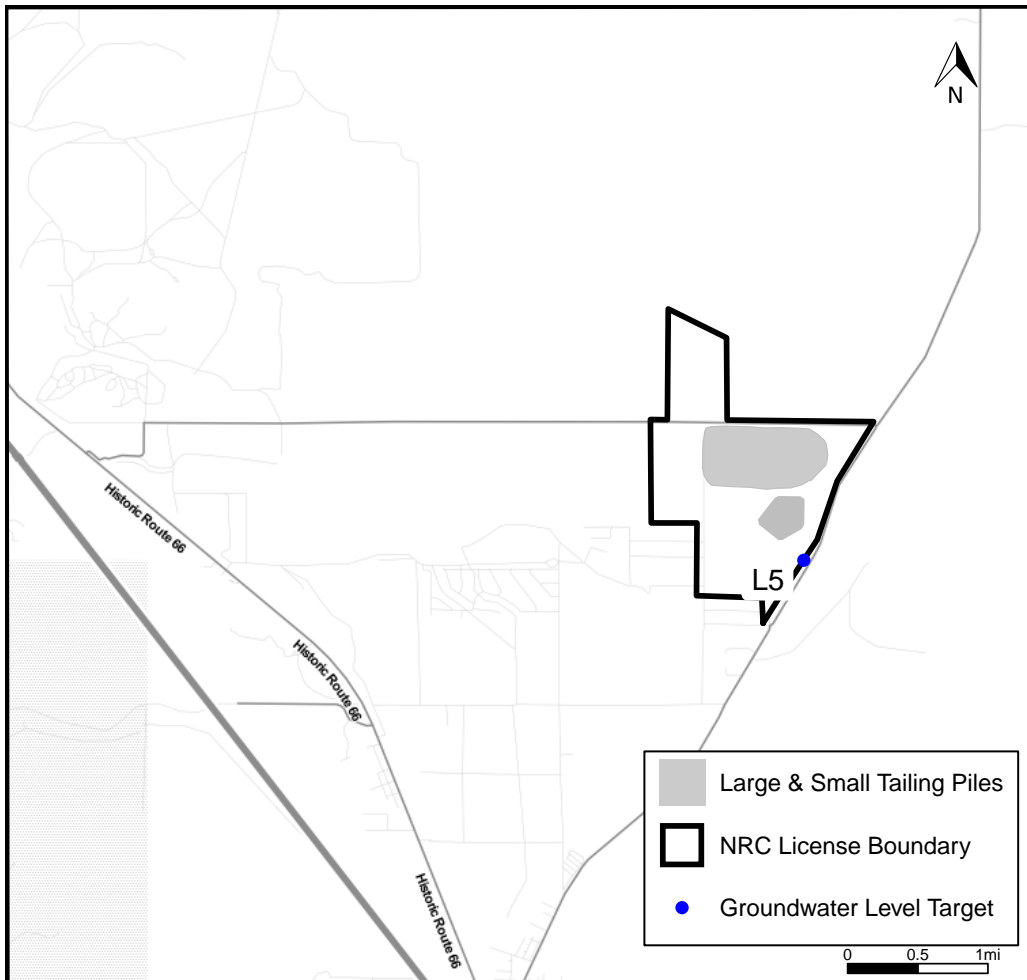 N
Historic Route 66
L5
Historic Route 66
Large & Small Tailing Piles
NRC License Boundary
Historic Route 66
Groundwater Level Target
0 0.5 1mi